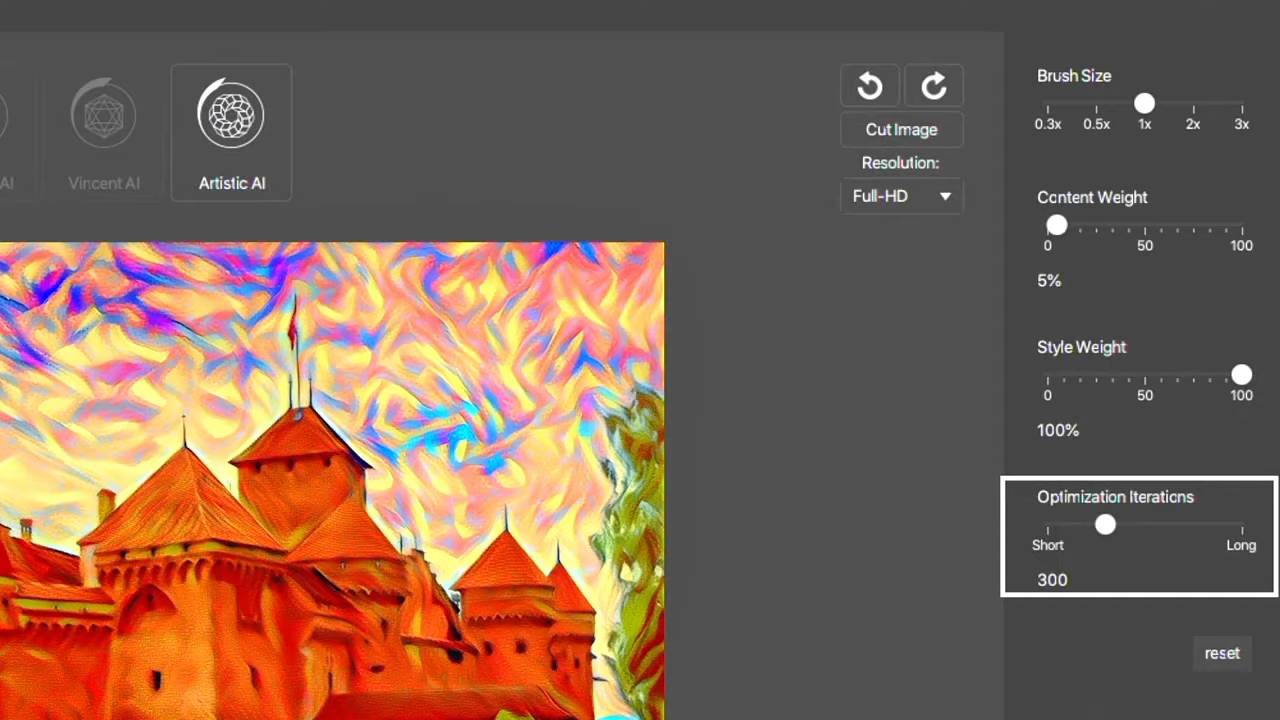 AI
Vincent AI
Artistic AI
Cut Image
Resolution:
Full-HD
Brush Size
0.3x 0.5x 1x 2x 3x
Content Weight
0 50 100
5%
Style Weight
0 50 100
100%
Optimization Iterations
Short Long
300
reset